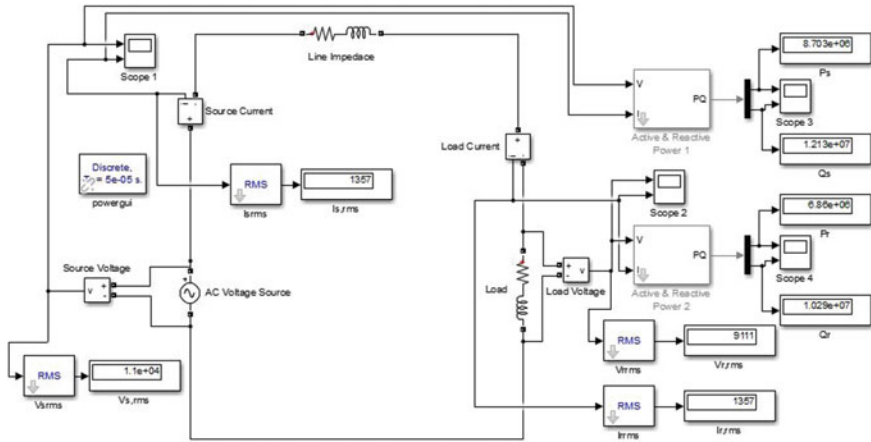 Scope 1
Line Impedace
Source Current
Load Current
V
I
PQ
Active & Reactive
Power 1
8.703e+06
Ps
Scope 3
1.213e+07
Qs
Discrete,
= 5e-05 s.
powergui
RMS
Isrms
1357
Is,rms
Scope 2
Source Voltage
v
AC Voltage Source
Load
v
Load Voltage
V
I
PQ
Active & Reactive
Power 2
6.86e+06
Pr
Scope 4
1.029e+07
Qr
RMS
Vsrms
1.1e+04
Vs,rms
RMS
Vrrms
9111
Vr,rms
RMS
Irrms
1357
Ir,rms